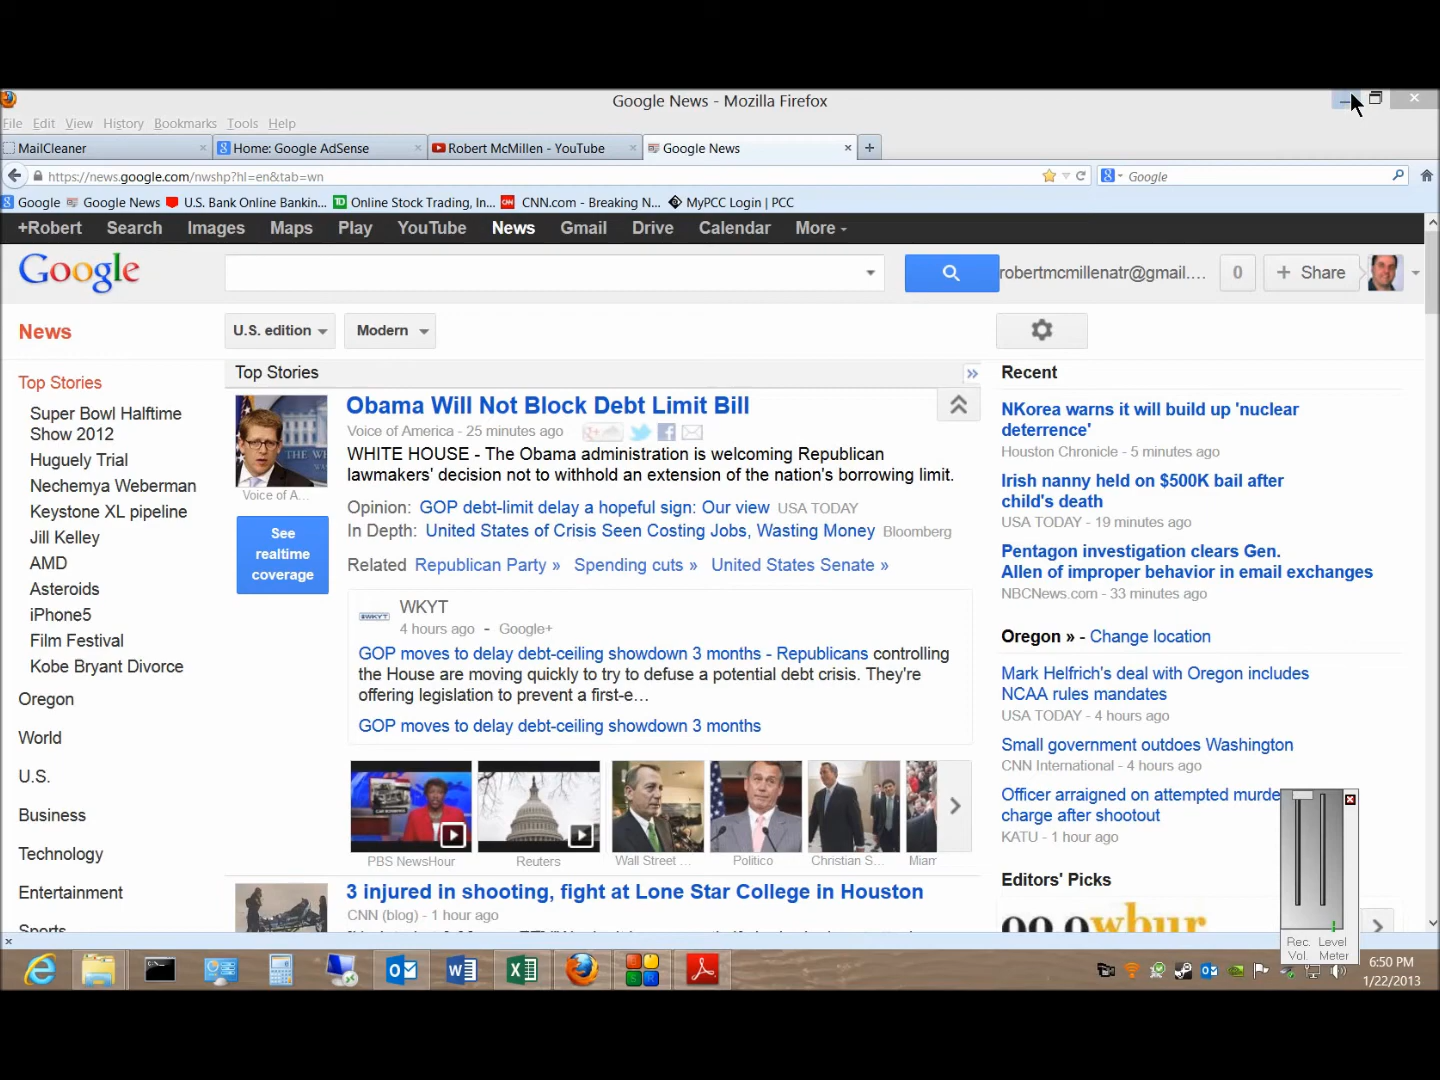 Google News - Mozilla Firefox
File Edit View History Bookmarks Tools Help
MailCleaner
Home: Google AdSense
Robert McMillen - YouTube
Google News
https://news.google.com/nwshp?hl=en&tab=wn
Google
Google
Google News
U.S. Bank Online Bankin...
Online Stock Trading, In...
CNN.com - Breaking N...
MyPCC Login | PCC
+Robert Search Images Maps Play YouTube News Gmail Drive Calendar More
Google
robertmcmillenatr@gmail....
0
+ Share
News
U.S. edition
Modern
Top Stories
Super Bowl Halftime
Show 2012
Huguely Trial
Nechemya Weberman
Keystone XL pipeline
Jill Kelley
AMD
Asteroids
iPhone5
Film Festival
Kobe Bryant Divorce
Oregon
World
U.S.
Business
Technology
Entertainment
Sports
Top Stories
»
Obama Will Not Block Debt Limit Bill
Voice of America - 25 minutes ago
WHITE HOUSE - The Obama administration is welcoming Republican
lawmakers' decision not to withhold an extension of the nation's borrowing limit.
Voice of A...
Opinion: GOP debt-limit delay a hopeful sign: Our view USA TODAY
In Depth: United States of Crisis Seen Costing Jobs, Wasting Money Bloomberg
See
realtime
coverage
Related Republican Party » Spending cuts » United States Senate »
WKYT
4 hours ago - Google+
GOP moves to delay debt-ceiling showdown 3 months - Republicans controlling
the House are moving quickly to try to defuse a potential debt crisis. They're
offering legislation to prevent a first-e...
GOP moves to delay debt-ceiling showdown 3 months
PBS NewsHour
Reuters
Wall Street ...
Politico
Christian S...
Miam
3 injured in shooting, fight at Lone Star College in Houston
CNN (blog) - 1 hour ago
Recent
NKorea warns it will build up 'nuclear
deterrence'
Houston Chronicle - 5 minutes ago
Irish nanny held on $500K bail after
child's death
USA TODAY - 19 minutes ago
Pentagon investigation clears Gen.
Allen of improper behavior in email exchanges
NBCNews.com - 33 minutes ago
Oregon » - Change location
Mark Helfrich's deal with Oregon includes
NCAA rules mandates
USA TODAY - 4 hours ago
Small government outdoes Washington
CNN International - 4 hours ago
Officer arraigned on attempted murde
charge after shootout
KATU - 1 hour ago
Editors' Picks
wbur
Rec. Level
Vol. Meter
6:50 PM
1/22/2013